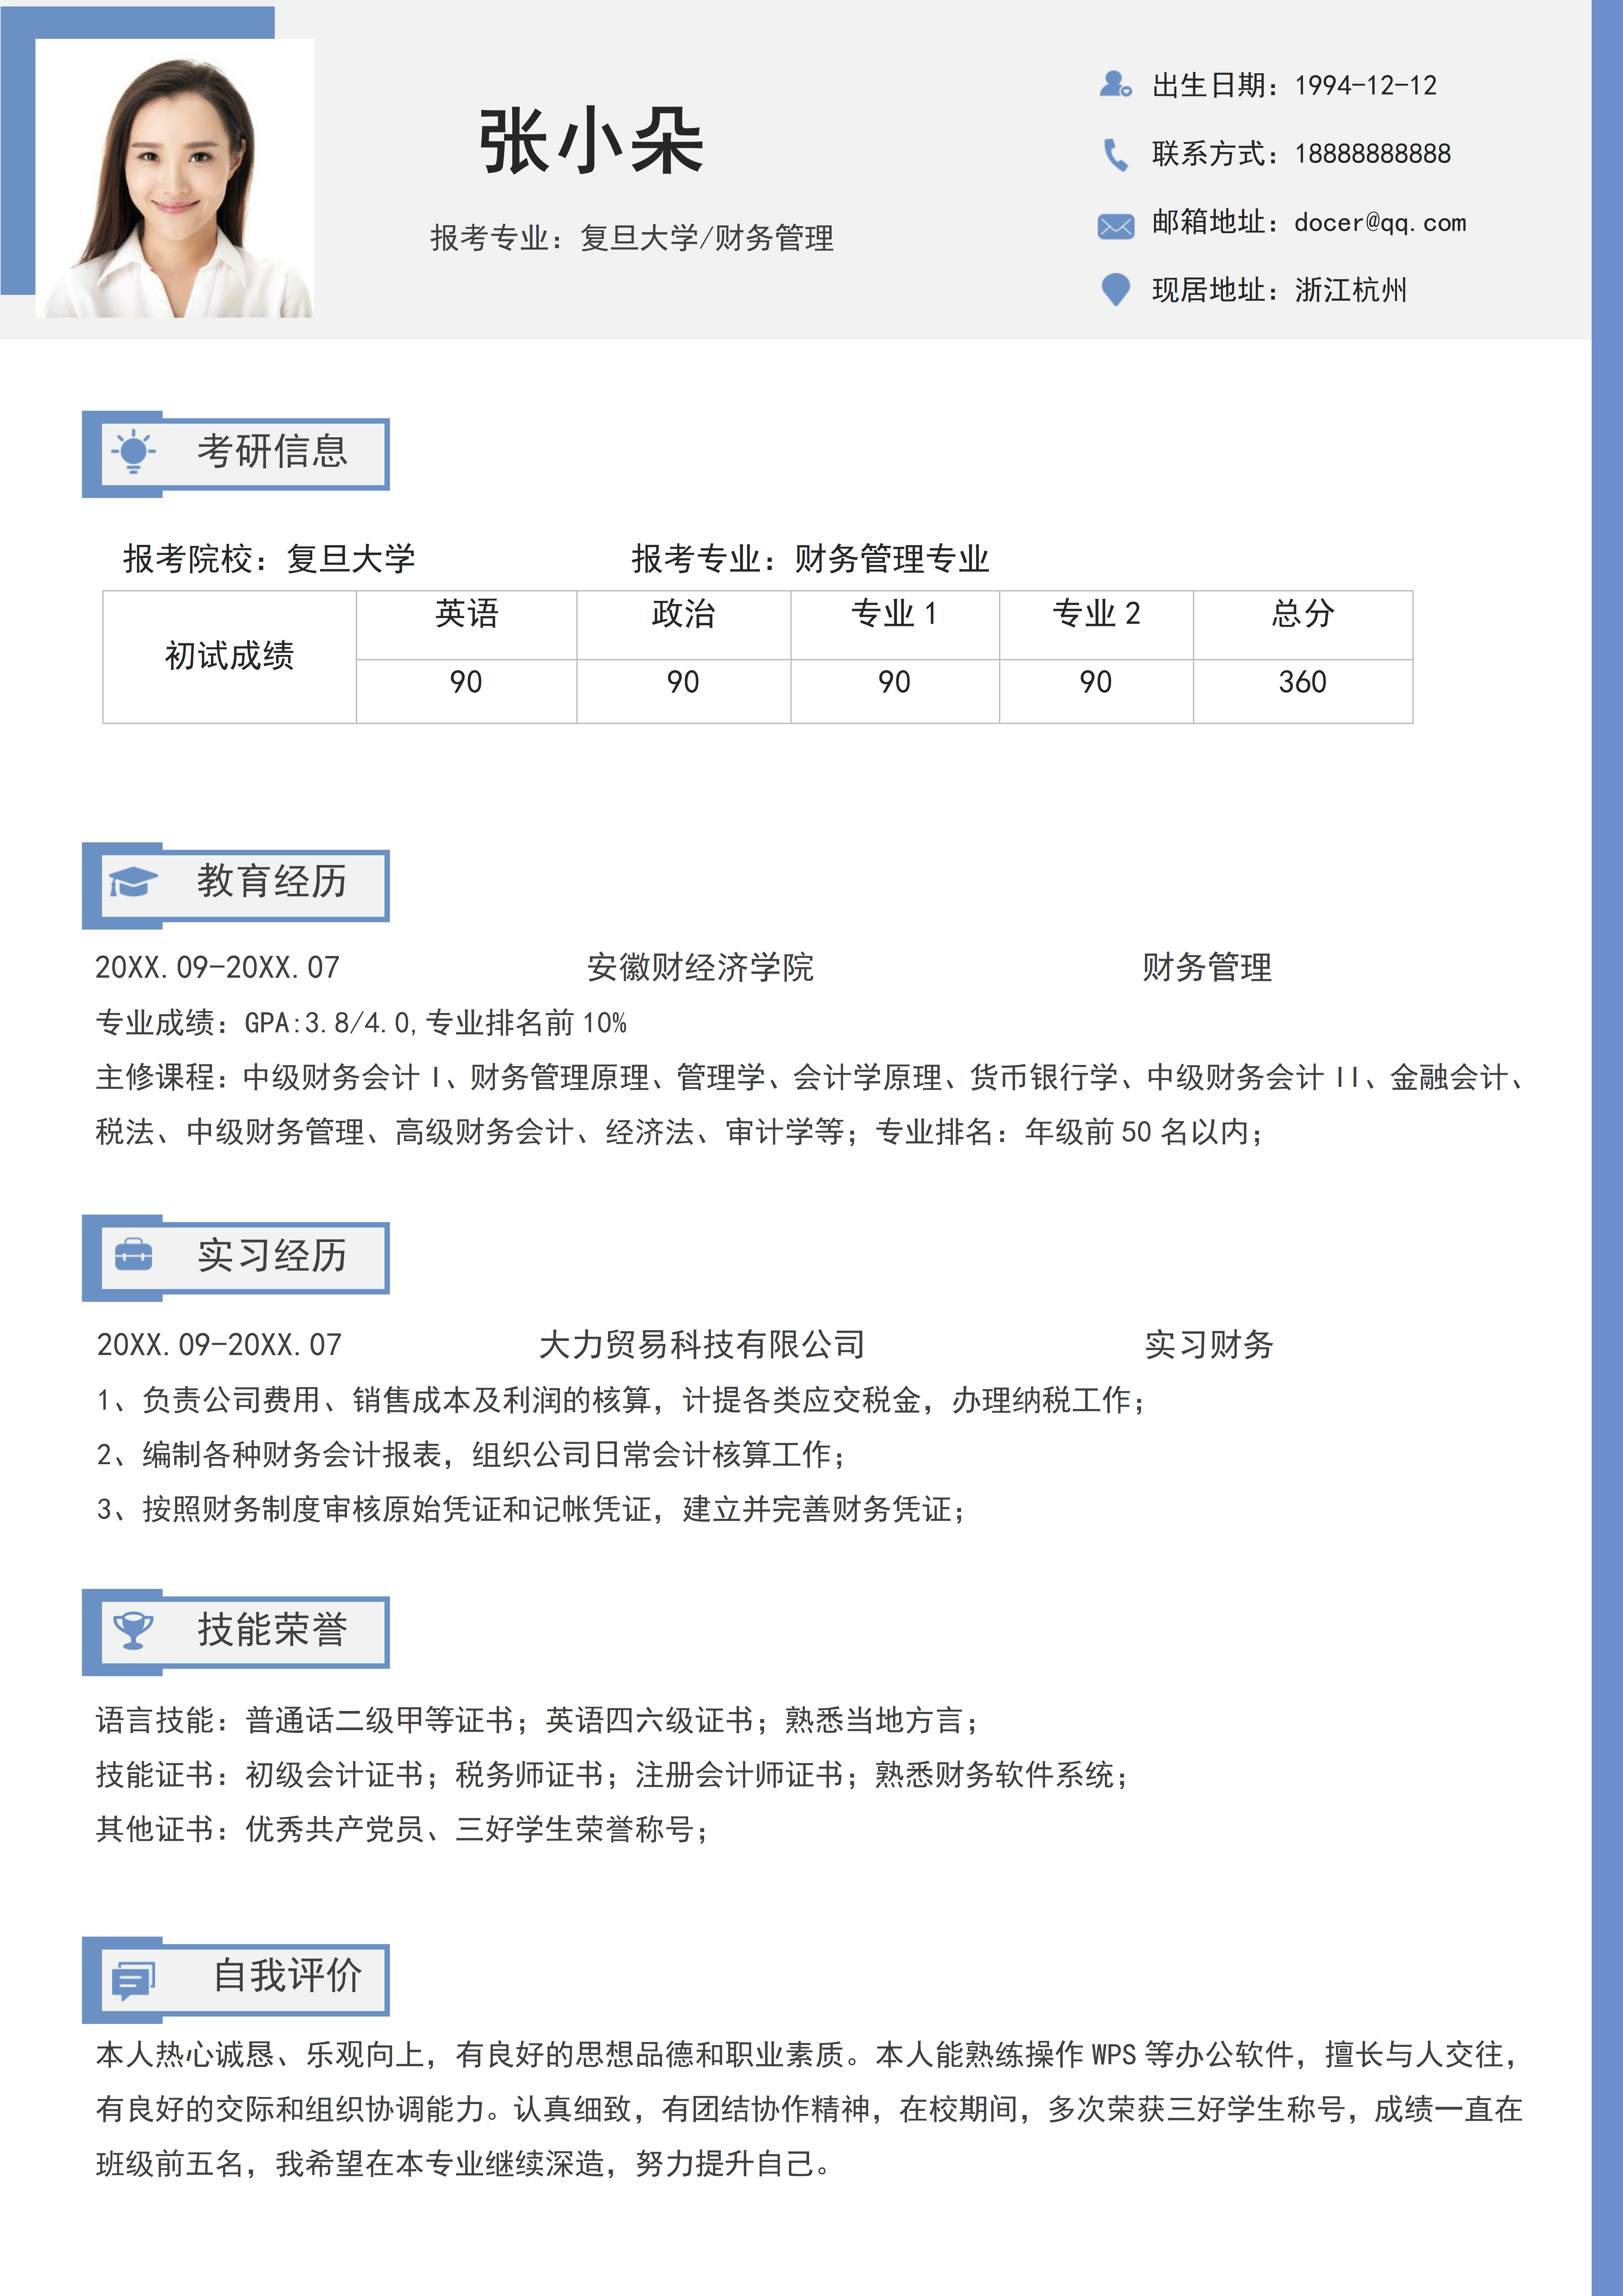 张小朵
报考专业：复旦大学/财务管理
出生日期：1994-12-12
联系方式：18888888888
邮箱地址：docer@qq.com
现居地址：浙江杭州
考研信息
报考院校：复旦大学 报考专业：财务管理专业
初试成绩 英语 政治 专业1 专业2 总分
90 90 90 90 360
教育经历
20XX.09-20XX.07 安徽财经济学院 财务管理
专业成绩：GPA:3.8/4.0,专业排名前10%
主修课程：中级财务会计I、财务管理原理、管理学、会计学原理、货币银行学、中级财务会计II、金融会计、
税法、中级财务管理、高级财务会计、经济法、审计学等；专业排名：年级前50名以内；
实习经历
20XX.09-20XX.07 大力贸易科技有限公司 实习财务
1、负责公司费用、销售成本及利润的核算，计提各类应交税金，办理纳税工作；
2、编制各种财务会计报表，组织公司日常会计核算工作；
3、按照财务制度审核原始凭证和记帐凭证，建立并完善财务凭证；
技能荣誉
语言技能：普通话二级甲等证书；英语四六级证书；熟悉当地方言；
技能证书：初级会计证书；税务师证书；注册会计师证书；熟悉财务软件系统；
其他证书：优秀共产党员、三好学生荣誉称号；
自我评价
本人热心诚恳、乐观向上，有良好的思想品德和职业素质。本人能熟练操作WPS等办公软件，擅长与人交往，
有良好的交际和组织协调能力。认真细致，有团结协作精神，在校期间，多次荣获三好学生称号，成绩一直在
班级前五名，我希望在本专业继续深造，努力提升自己。